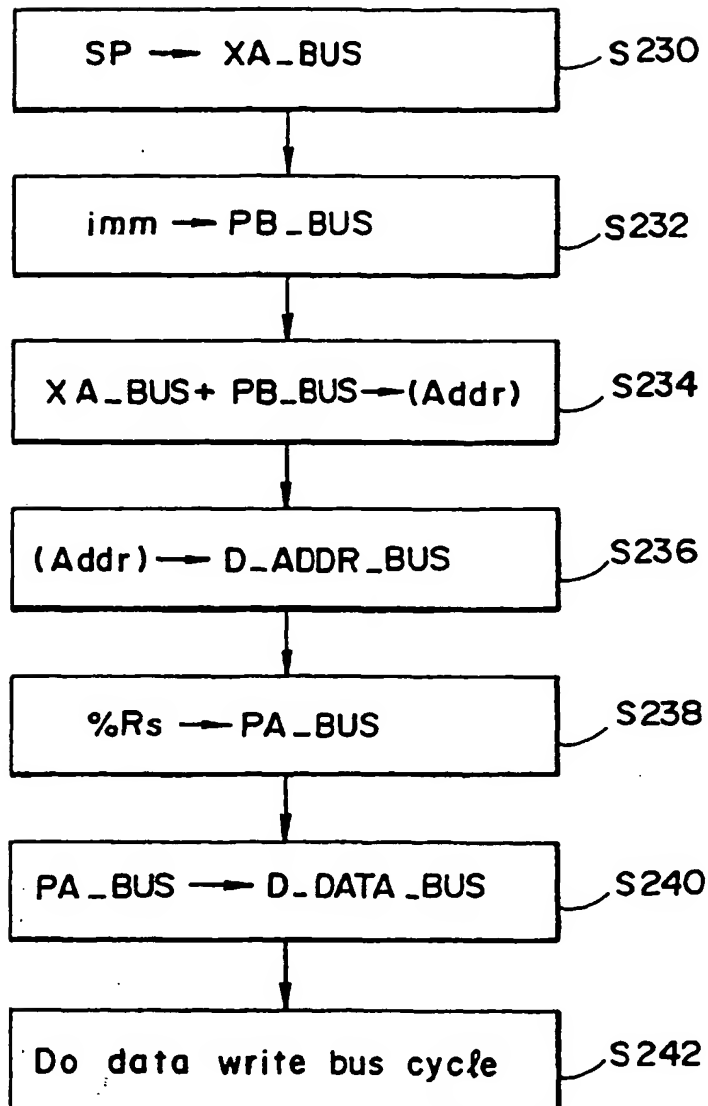 SP → XA_BUS
S230
imm → PB_BUS
S232
XA_BUS+ PB_BUS→(Addr)
S234
(Addr) → D_ADDR_BUS
S236
%Rs → PA_BUS
S238
PA_BUS → D_DATA_BUS
S240
Do data write bus cycle
S242